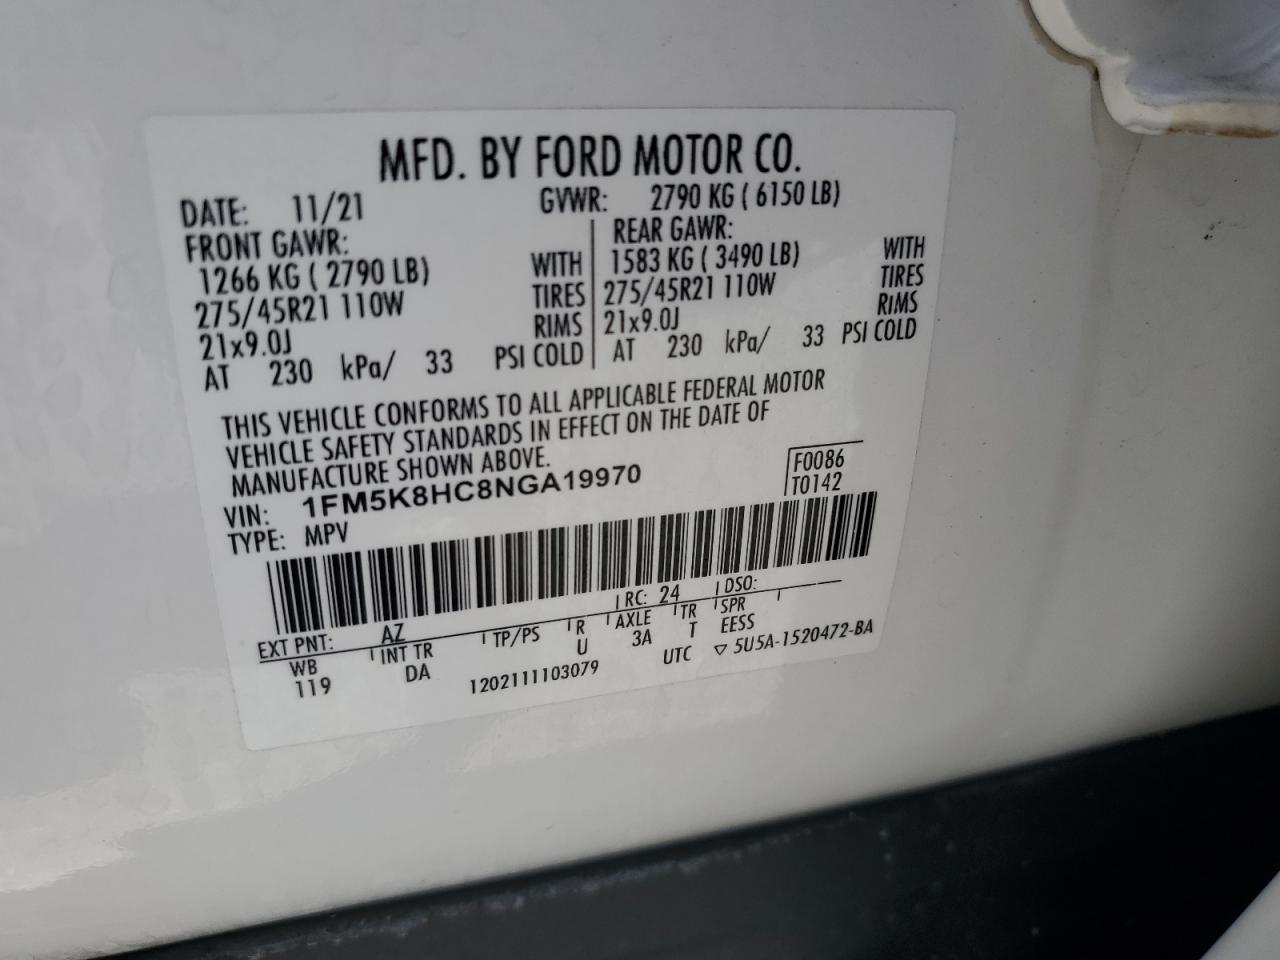 MFD. BY FORD MOTOR CO.
DATE: 11/21 GVWR: 2790 KG ( 6150 LB)
FRONT GAWR: REAR GAWR:
1266 KG ( 2790 LB) WITH 1583 KG ( 3490 LB) WITH
275/45R21 110W TIRES 275/45R21 110W TIRES
21x9.0J RIMS 21x9.0J RIMS
AT 230 kPa/ 33 PSI COLD AT 230 kPa/ 33 PSI COLD
THIS VEHICLE CONFORMS TO ALL APPLICABLE FEDERAL MOTOR
VEHICLE SAFETY STANDARDS IN EFFECT ON THE DATE OF
MANUFACTURE SHOWN ABOVE.
VIN: 1FM5K8HC8NGA19970 F0086
TYPE: MPV T0142
EXT PNT: AZ RC: 24 DSO:
WB INT TR TP/PS R AXLE TR SPR
119 DA U 3A T EESS
1202111103079 UTC ▽ 5U5A-1520472-BA